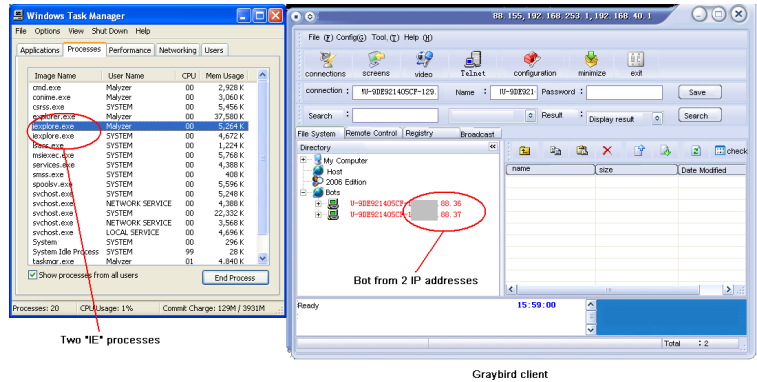 Windows Task Manager
File Options View Shut Down Help
Applications Processes Performance Networking Users
Image Name User Name CPU Mem Usage
cmd.exe Malyzer 00 2,928 K
conime.exe Malyzer 00 3,060 K
csrss.exe SYSTEM 00 5,456 K
explorer.exe Malyzer 00 37,580 K
iexplore.exe Malyzer 00 5,264 K
iexplore.exe SYSTEM 00 4,672 K
lsass.exe SYSTEM 00 1,224 K
msiexec.exe SYSTEM 00 5,768 K
services.exe SYSTEM 00 4,388 K
smss.exe SYSTEM 00 408 K
spoolsv.exe SYSTEM 00 5,596 K
svchost.exe SYSTEM 00 5,248 K
svchost.exe NETWORK SERVICE 00 4,388 K
svchost.exe SYSTEM 00 22,332 K
svchost.exe NETWORK SERVICE 00 3,568 K
svchost.exe LOCAL SERVICE 00 4,696 K
System SYSTEM 00 296 K
System Idle Process SYSTEM 99 28 K
taskmgr.exe Malyzer 01 4,840 K
Show processes from all users
End Process
Processes: 20 CPU Usage: 1% Commit Charge: 129M / 3931M
Two "IE" processes
88.155,192.168.253.1,192.168.40.1
File (F) Config(G) Tool, (T) Help (H)
connections screens video Telnet configuration minimize exit
connection : W-9DE92140SCF-129. Name : W-9DE921 Password : Save
Search : Result : Display result Search
File System Remote Control Registry Broadcast
Directory <<
My Computer
Host
2006 Edition
Bots
V-9DE92140SCF-1 .88.36
V-9DE92140SCF-1 .88.37
check
name size Date Modified
Bot from 2 IP addresses
Ready 15:59:00
Total : 2
Graybird client